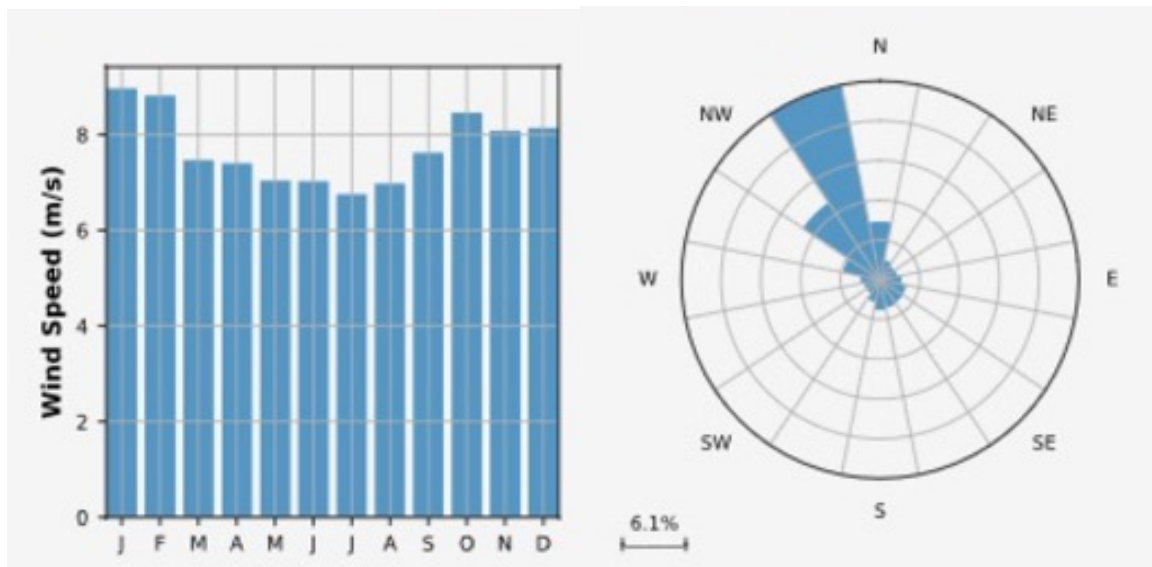 Wind Speed (m/s)
8
6
4
2
0
J F M A M J J A S O N D
N
NW NE
W E
SW SE
S
6.1%